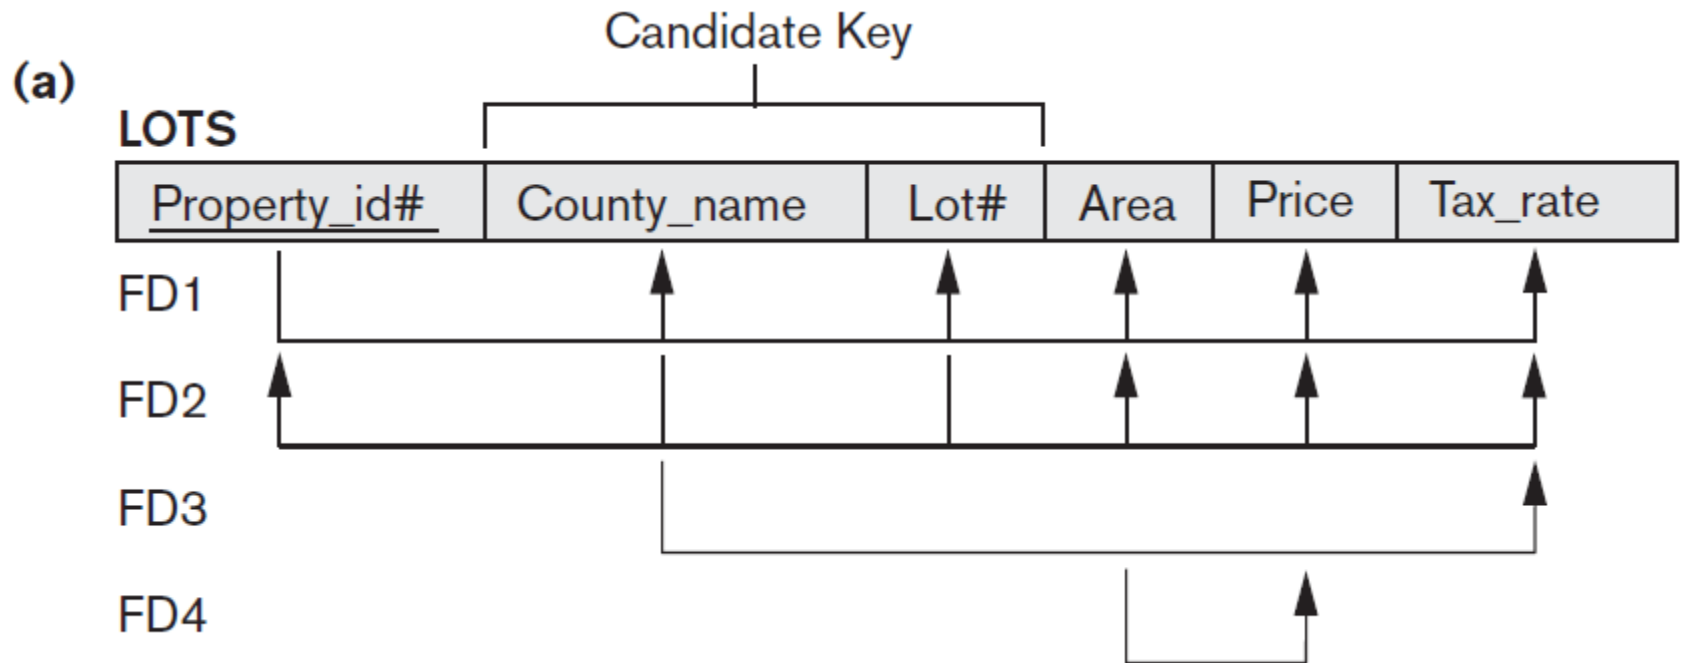 Candidate Key
(a)
LOTS
Property_id# County_name Lot# Area Price Tax_rate
FD1
FD2
FD3
FD4